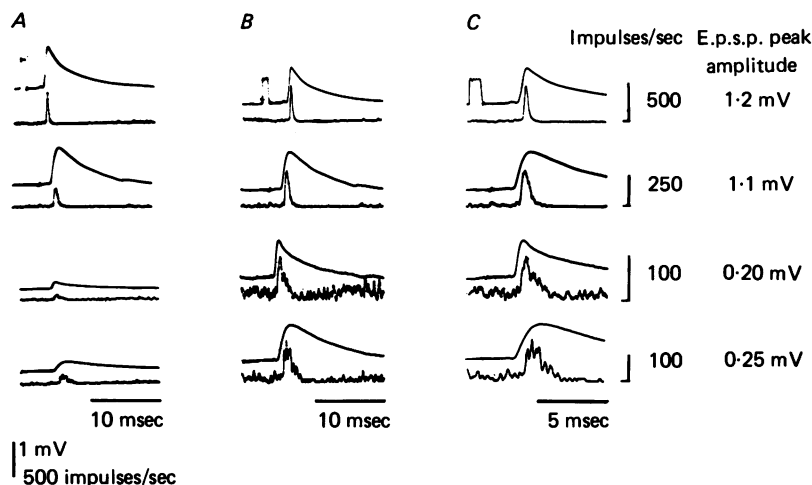 A B C Impulses/sec E.p.s.p. peak
amplitude
500 1·2 mV
250 1·1 mV
100 0·20 mV
100 0·25 mV
10 msec 10 msec 5 msec
1 mV
500 impulses/sec